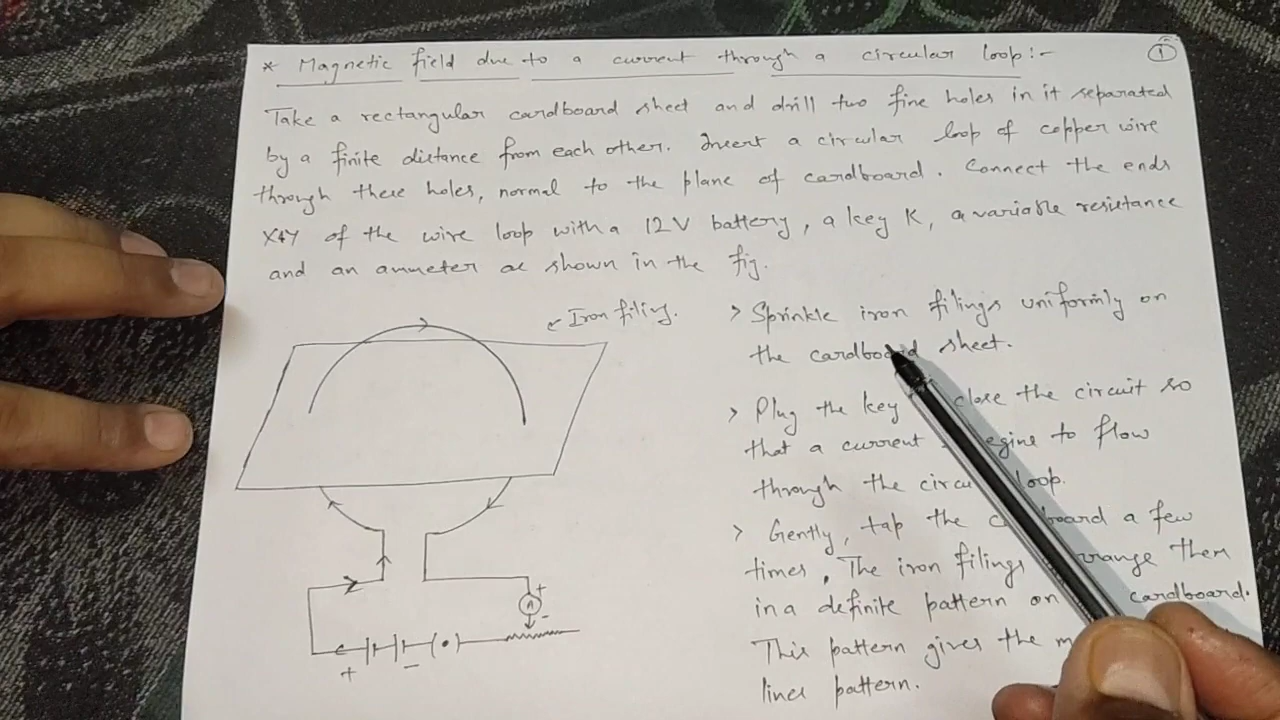 * Magnetic field due to a current through a circular loop:-
①
Take a rectangular cardboard sheet and drill two fine holes in it separated
by a finite distance from each other. Insert a circular loop of copper wire
through these holes, normal to the plane of cardboard. Connect the ends
X&Y of the wire loop with a 12V battery, a key K, a variable resistance
and an ammeter as shown in the fig.
Iron filing.
> Sprinkle iron filings uniformly on
the cardboard sheet.
> Plug the key close the circuit so
that a current begins to flow
through the circu loop.
> Gently, tap the board a few
times, The iron filings arrange them
in a definite pattern on cardboard.
This pattern gives the
lines pattern.
+
A
-
+
-